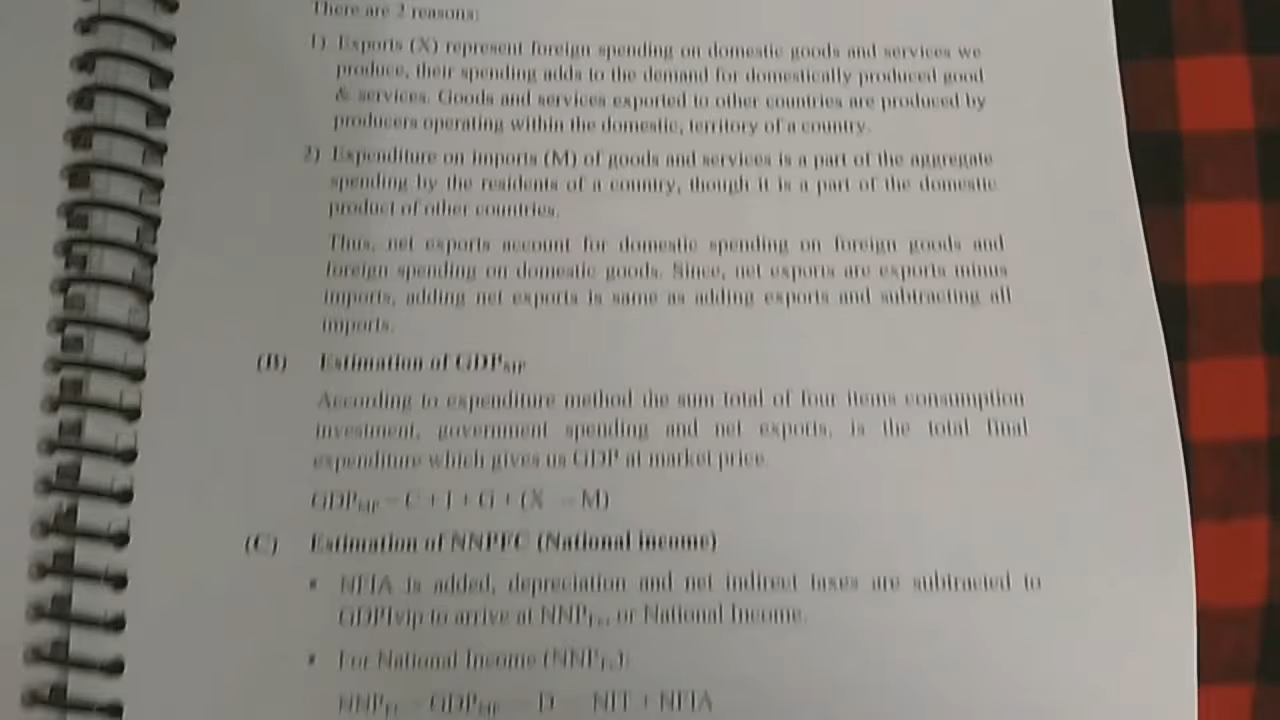 There are 2 reasons:
1) Exports (X) represent foreign spending on domestic goods and services we
produce, their spending adds to the demand for domestically produced good
& services. Goods and services exported to other countries are produced by
producers operating within the domestic, territory of a country.
2) Expenditure on imports (M) of goods and services is a part of the aggregate
spending by the residents of a country, though it is a part of the domestic
product of other countries.
Thus, net exports account for domestic spending on foreign goods and
foreign spending on domestic goods. Since, net exports are exports minus
imports, adding net exports is same as adding exports and subtracting all
imports.
(B) Estimation of GDPMP
According to expenditure method the sum total of four items consumption
investment, government spending and net exports, is the total final
expenditure which gives us GDP at market price.
GDPMP = C + I + G + (X - M)
(C) Estimation of NNPFC (National income)
• NFIA is added, depreciation and net indirect taxes are subtracted to
GDPIvip to arrive at NNPFC, or National Income.
• For National Income (NNPFC):
NNPFC = GDPMP - D - NIT + NFIA